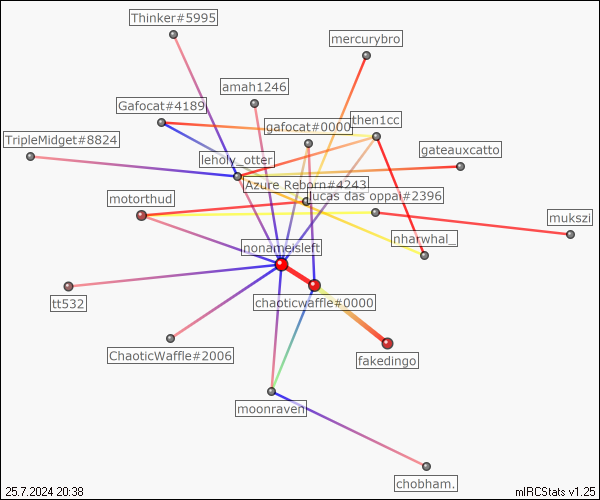 Thinker#5995
mercurybro
amah1246
Gafocat#4189
gafocat#0000
then1cc
TripleMidget#8824
leholy_otter
gateauxcatto
Azure Reborn#4243
lucas das oppai#2396
motorthud
mukszi
nharwhal_
nonameisleft
tt532
chaoticwaffle#0000
ChaoticWaffle#2006
fakedingo
moonraven
chobham.
25.7.2024 20:38
mIRCStats v1.25